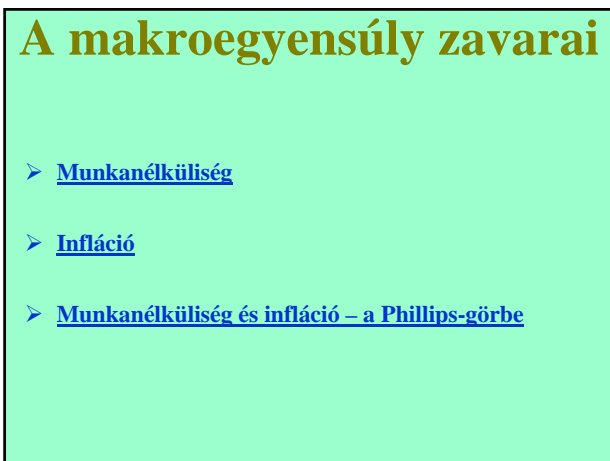 A makroegyensúly zavarai
➢ Munkanélküliség
➢ Infláció
➢ Munkanélküliség és infláció – a Phillips-görbe